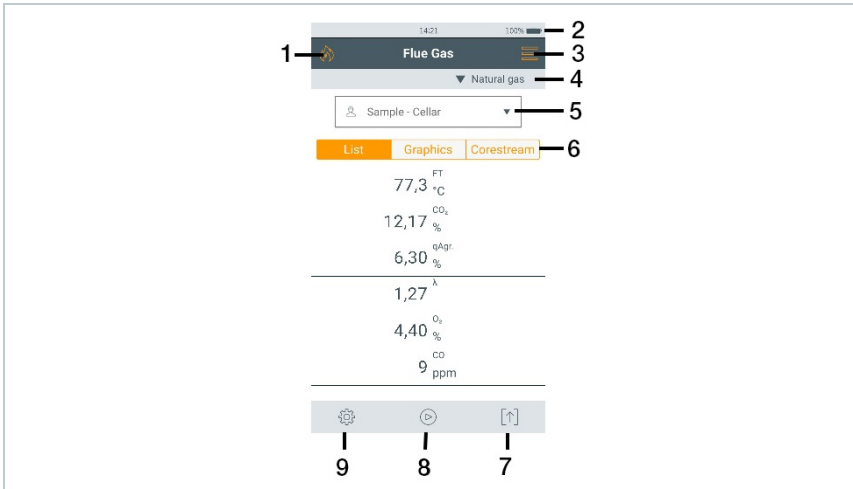 14:21 100% 2
1 Flue Gas 3
▼ Natural gas 4
Sample - Cellar ▼ 5
List Graphics Corestream 6
77,3 FT °C
12,17 CO₂ %
6,30 qAgr. %
1,27 λ
4,40 O₂ %
9 CO ppm
9 8 7